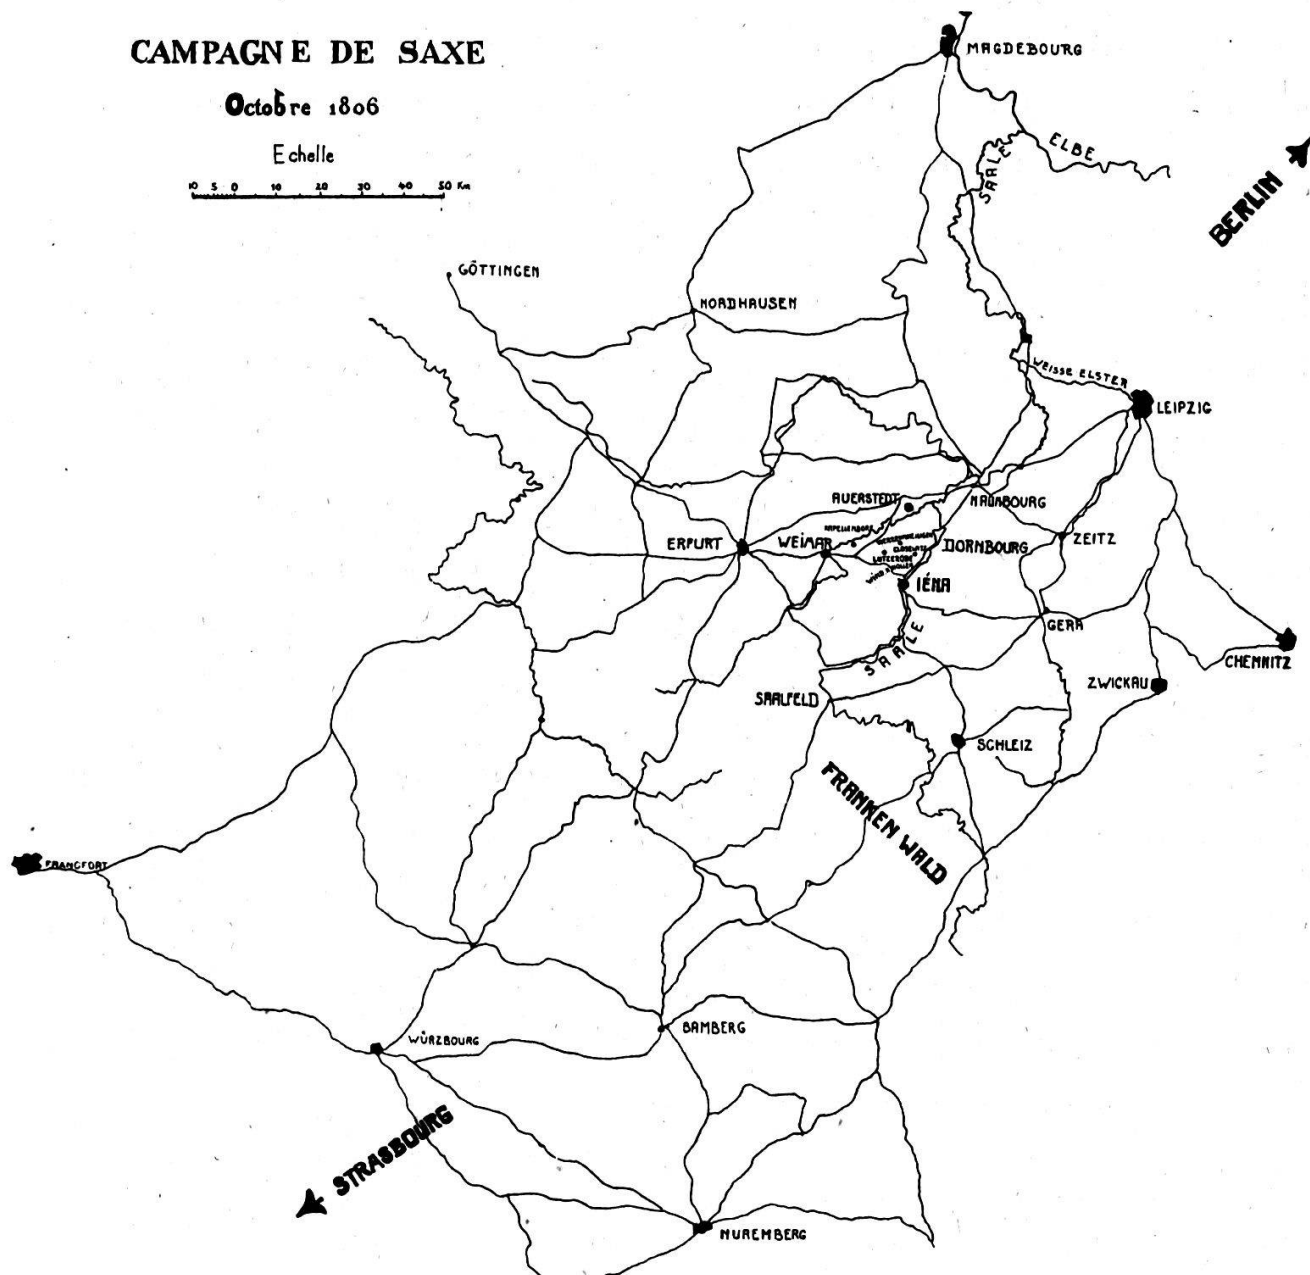 CAMPAGNE DE SAXE
Octobre 1806
Echelle
10 5 0 10 20 30 40 50 Km
MAGDEBOURG
ELBE
SAALE
BERLIN
GÖTTINGEN
NORDHAUSEN
WEISSE ELSTER
LEIPZIG
AUERSTEDT
NAUMBOURG
ERFURT
WEIMAR
DORNBOURG
ZEITZ
CLOSEWITZ
LUTZERODE
IÉNA
GERA
SAALE
CHEMNITZ
ZWICKAU
SAALFELD
SCHLEIZ
FRANKEN WALD
FRANCFORT
WÜRZBOURG
BAMBERG
STRASBOURG
NUREMBERG